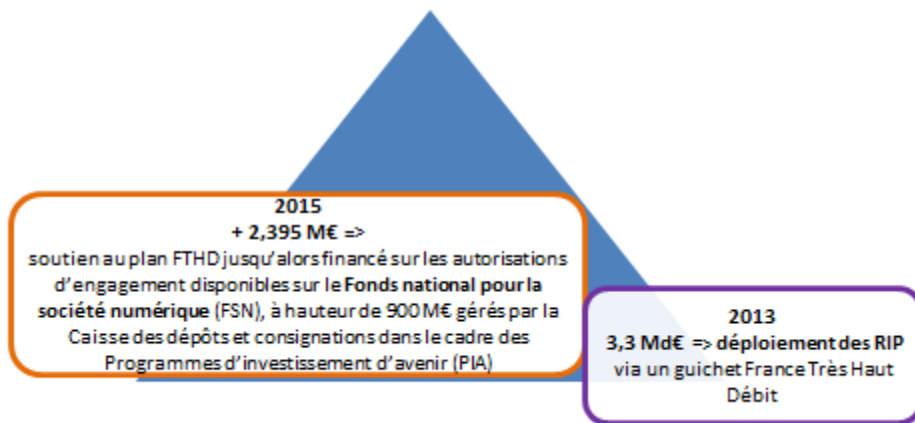 2015
+ 2,395 M€ =>
soutien au plan FTHD jusqu'alors financé sur les autorisations
d'engagement disponibles sur le Fonds national pour la
société numérique (FSN), à hauteur de 900 M€ gérés par la
Caisse des dépôts et consignations dans le cadre des
Programmes d'investissement d'avenir (PIA)
2013
3,3 Md€ => déploiement des RIP
via un guichet France Très Haut
Débit